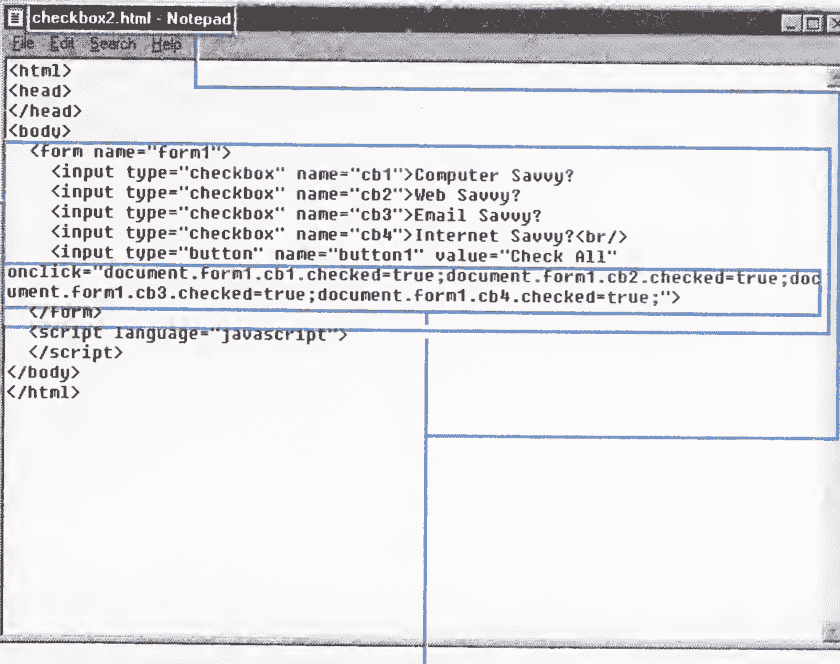 checkbox2.html - Notepad
File Edit Search Help
<html>
<head>
</head>
<body>
<form name="form1">
<input type="checkbox" name="cb1">Computer Savvy?
<input type="checkbox" name="cb2">Web Savvy?
<input type="checkbox" name="cb3">Email Savvy?
<input type="checkbox" name="cb4">Internet Savvy?<br/>
<input type="button" name="button1" value="Check All"
onclick="document.form1.cb1.checked=true;document.form1.cb2.checked=true;doc
ument.form1.cb3.checked=true;document.form1.cb4.checked=true;">
</form>
<script language="javascript">
</script>
</body>
</html>